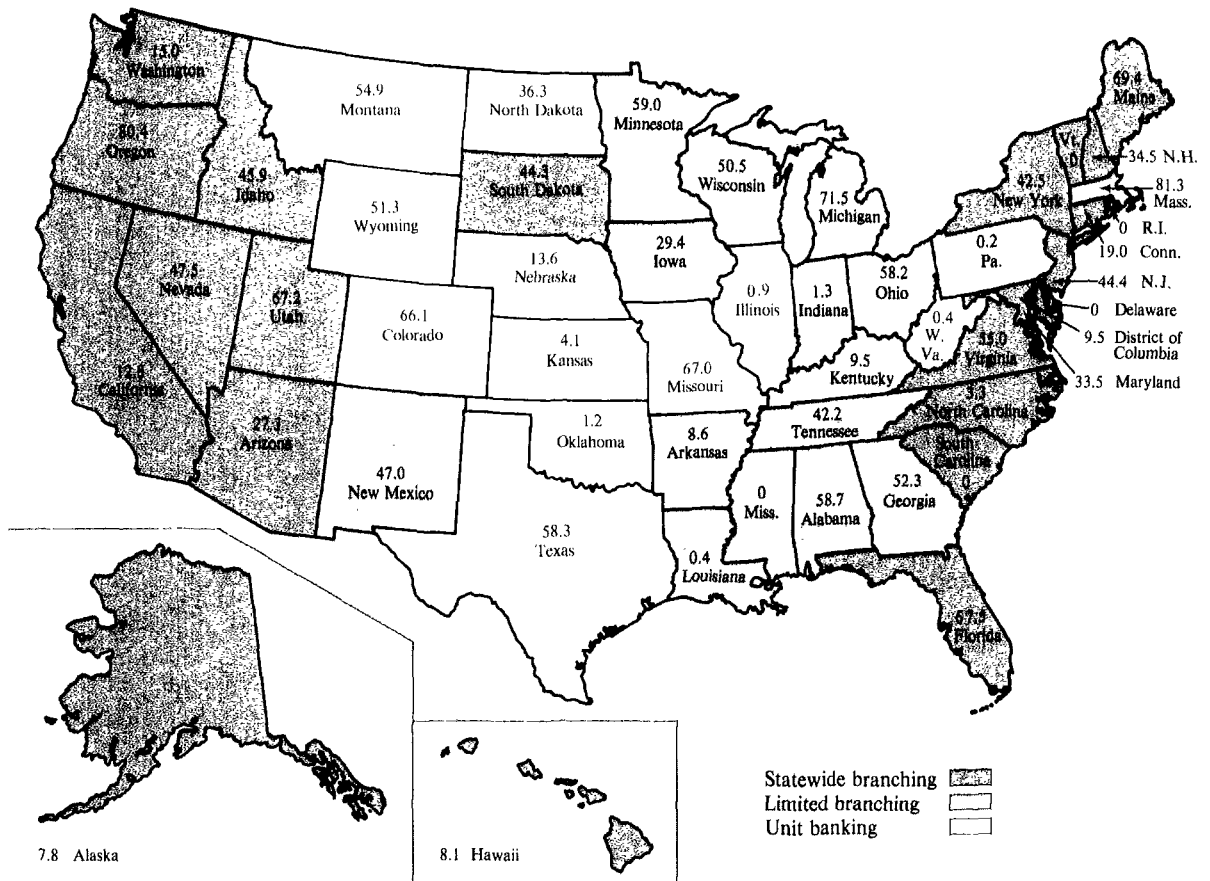 15.0
Washington
80.4
Oregon
45.9
Idaho
54.9
Montana
36.3
North Dakota
59.0
Minnesota
44.3
South Dakota
51.3
Wyoming
50.5
Wisconsin
71.5
Michigan
69.4
Maine
Vt.
0
34.5 N.H.
42.5
New York
81.3
Mass.
0 R.I.
19.0 Conn.
0.2
Pa.
44.4 N.J.
0 Delaware
9.5 District of
Columbia
33.5 Maryland
47.5
Nevada
67.2
Utah
California
66.1
Colorado
13.6
Nebraska
29.4
Iowa
0.9
Illinois
1.3
Indiana
58.2
Ohio
0.4
W.
Va.
Virginia
4.1
Kansas
67.0
Missouri
9.5
Kentucky
North Carolina
27.1
Arizona
47.0
New Mexico
1.2
Oklahoma
8.6
Arkansas
42.2
Tennessee
South
Carolina
0
58.3
Texas
0.4
Louisiana
0
Miss.
58.7
Alabama
52.3
Georgia
67.5
Florida
7.8 Alaska
8.1 Hawaii
Statewide branching
Limited branching
Unit banking